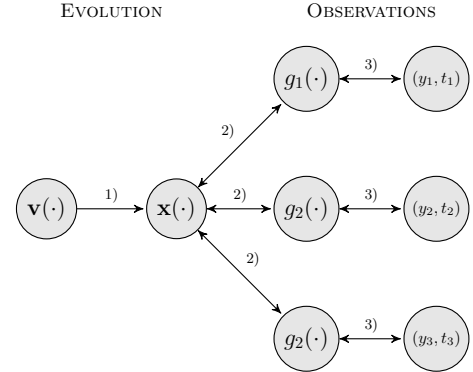 EVOLUTION OBSERVATIONS
g₁(·) 3) (y₁, t₁)
2)
v(·) 1) x(·) 2) g₂(·) 3) (y₂, t₂)
2)
g₂(·) 3) (y₃, t₃)